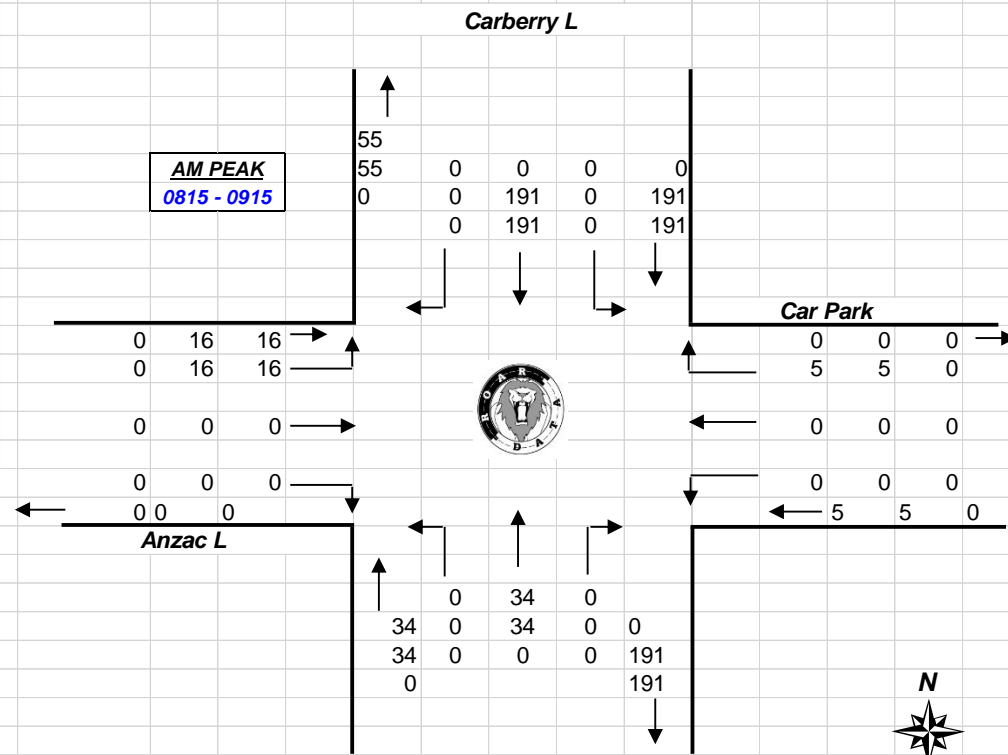 Carberry L
55
AM PEAK
55 0 0 0 0
0815 - 0915
0 0 191 0 191
0 191 0 191
Car Park
0 16 16
0 0 0
0 16 16
5 5 0
ROAR DATA
0 0 0
0 0 0
0 0 0
0 0 0
0 0 0
5 5 0
Anzac L
0 34 0
34 0 34 0 0
34 0 0 0 191
0 191
N